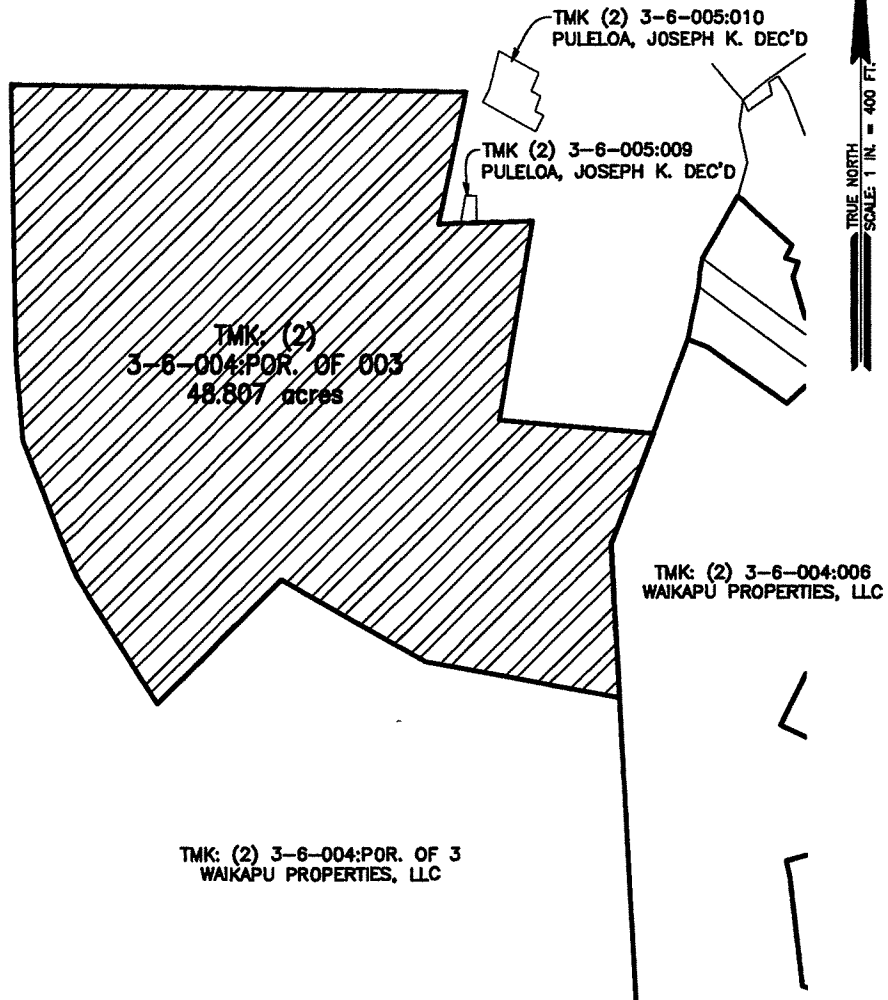 TMK (2) 3-6-005:010
PULELOA, JOSEPH K. DEC'D
TMK (2) 3-6-005:009
PULELOA, JOSEPH K. DEC'D
TRUE NORTH
SCALE: 1 IN. = 400 FT.
TMK: (2)
3-6-004:POR. OF 003
48.807 acres
TMK: (2) 3-6-004:006
WAIKAPU PROPERTIES, LLC
TMK: (2) 3-6-004:POR. OF 3
WAIKAPU PROPERTIES, LLC